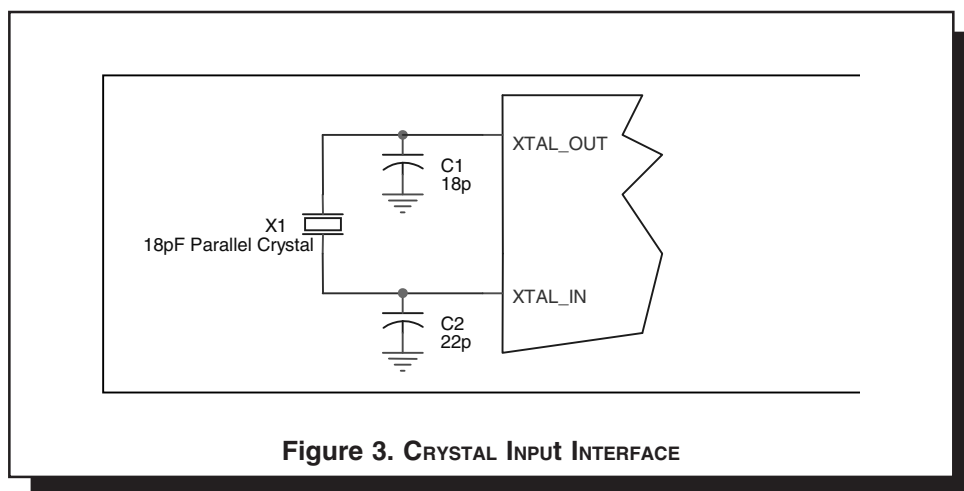 XTAL_OUT
C1
18p
X1
18pF Parallel Crystal
XTAL_IN
C2
22p
Figure 3. CRYSTAL INPUt INTERFACE